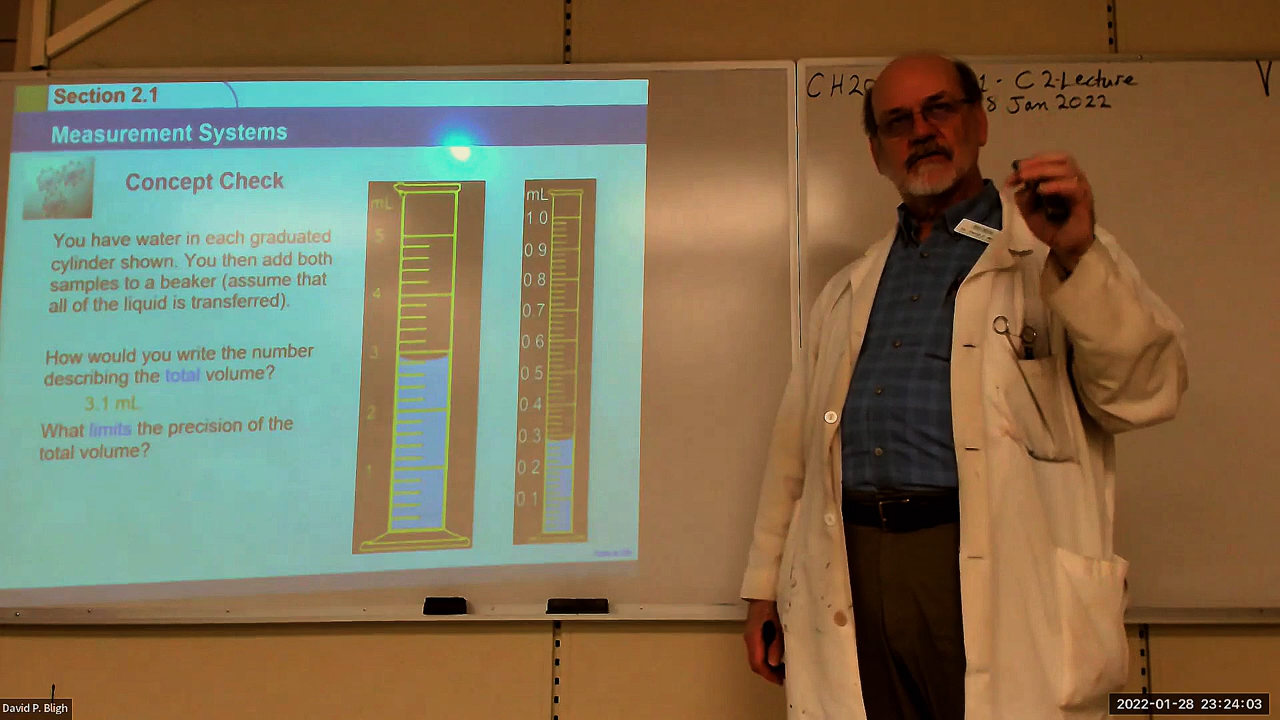 Section 2.1
Measurement Systems
Concept Check
You have water in each graduated
cylinder shown. You then add both
samples to a beaker (assume that
all of the liquid is transferred).
How would you write the number
describing the total volume?
3.1 mL
What limits the precision of the
total volume?
mL
5
4
3
2
1
mL
1 0
0 9
0 8
0 7
0 6
0 5
0 4
0 3
0 2
0 1
CH2 1 - C2-Lecture
8 Jan 2022
V
David P. Bligh
2022-01-28 23:24:03